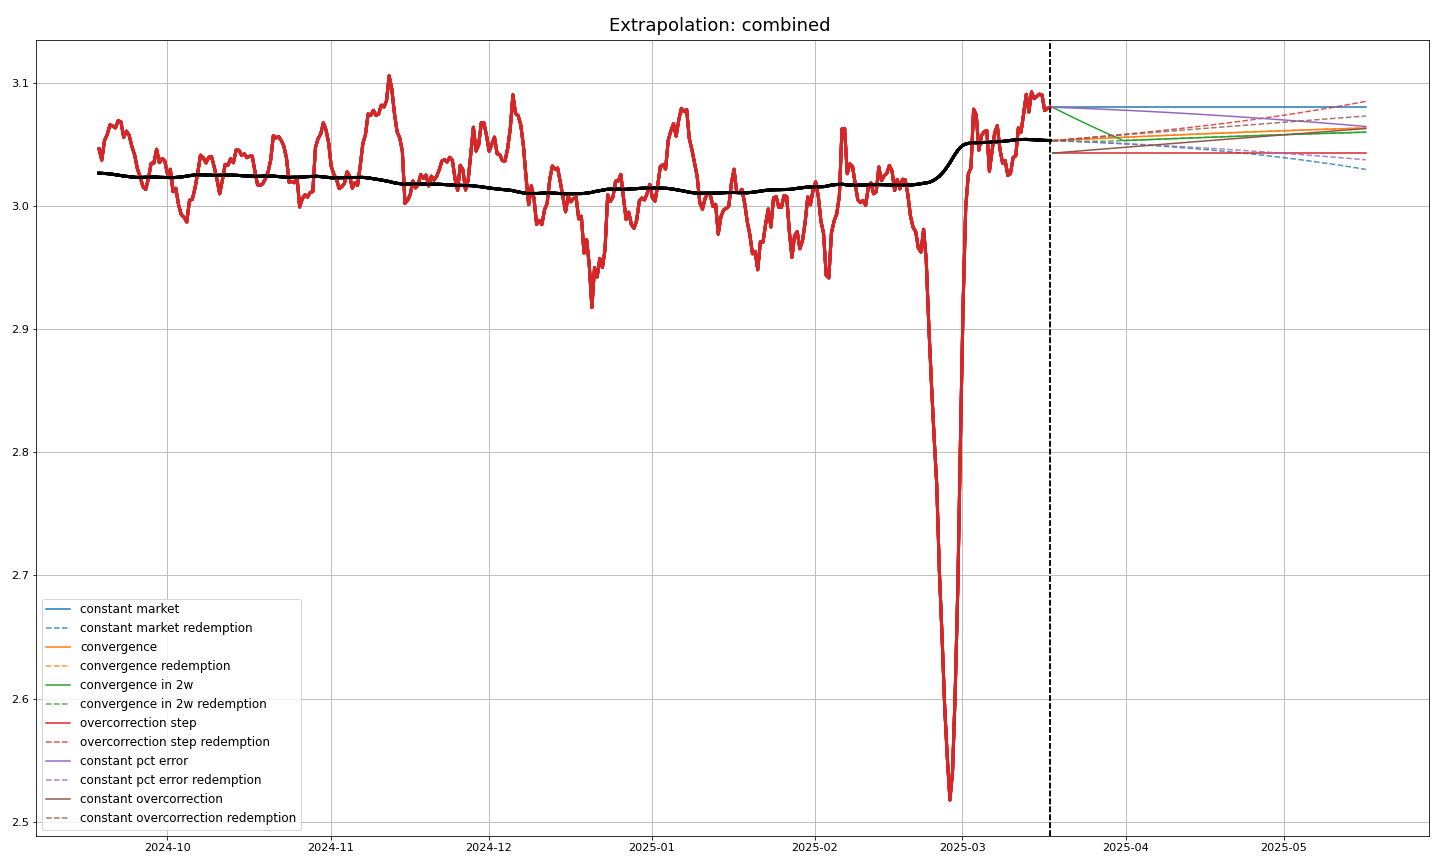 Extrapolation: combined
3.1
3.0
2.9
2.8
2.7
2.6
2.5
constant market
constant market redemption
convergence
convergence redemption
convergence in 2w
convergence in 2w redemption
overcorrection step
overcorrection step redemption
constant pct error
constant pct error redemption
constant overcorrection
constant overcorrection redemption
2024-10
2024-11
2024-12
2025-01
2025-02
2025-03
2025-04
2025-05